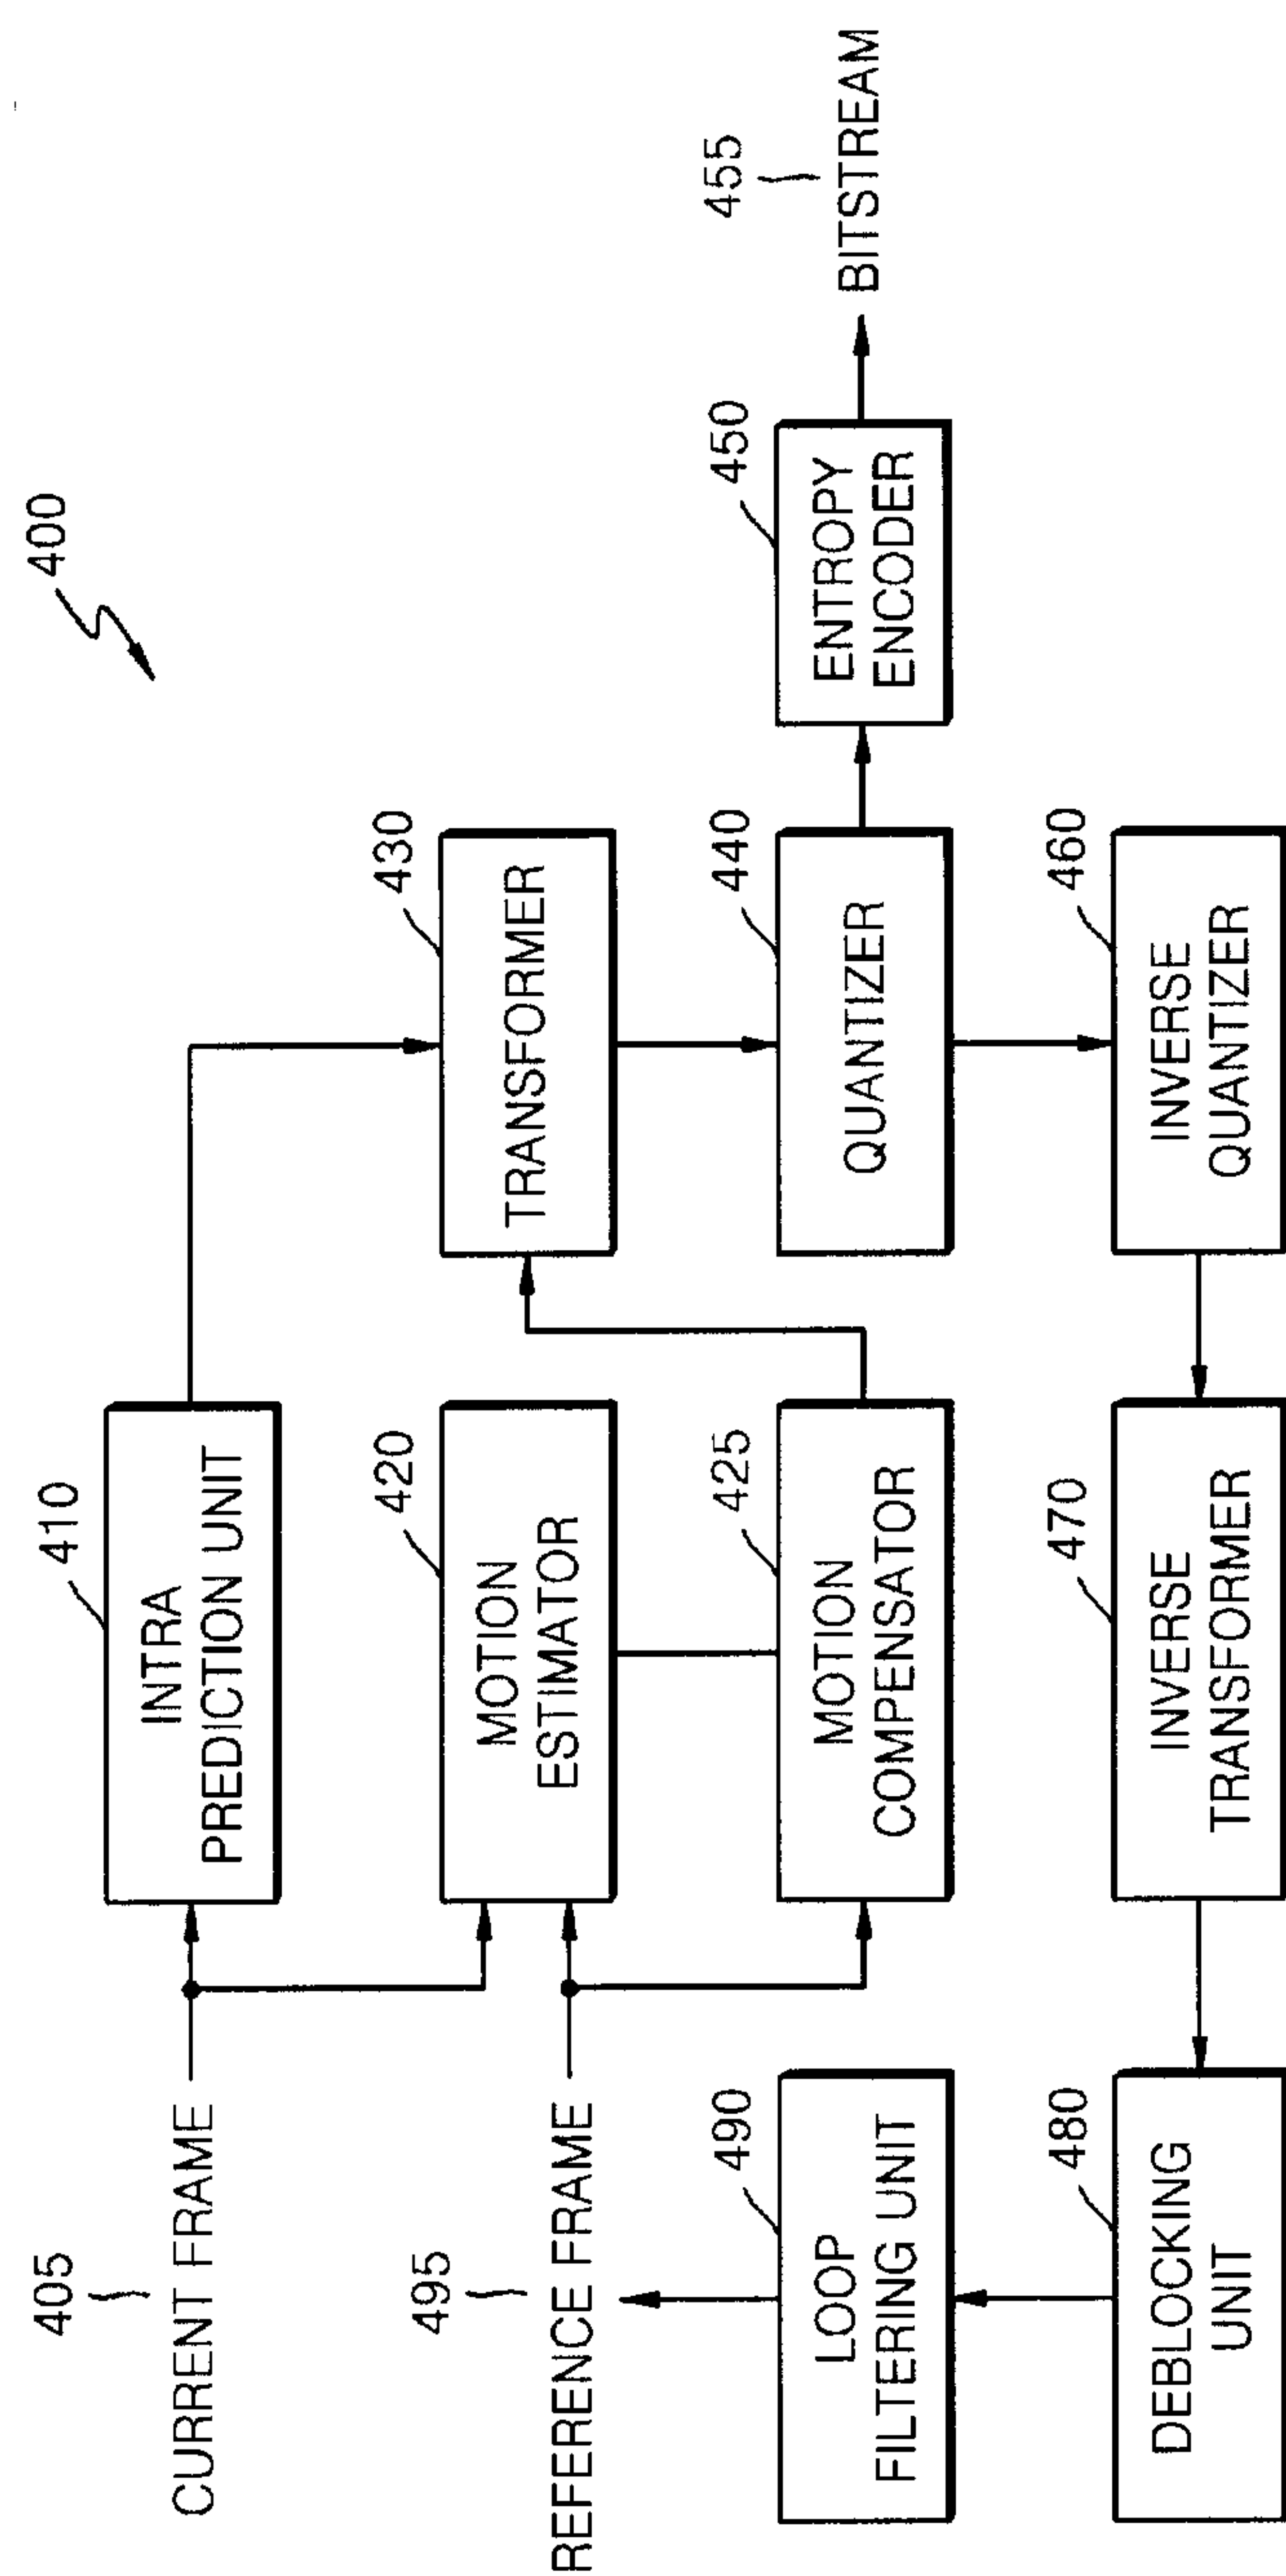 400
405
CURRENT FRAME
410
INTRA
PREDICTION UNIT
495
REFERENCE FRAME
420
MOTION
ESTIMATOR
430
TRANSFORMER
490
LOOP
FILTERING UNIT
425
MOTION
COMPENSATOR
440
QUANTIZER
450
ENTROPY
ENCODER
455
BITSTREAM
480
DEBLOCKING
UNIT
470
INVERSE
TRANSFORMER
460
INVERSE
QUANTIZER